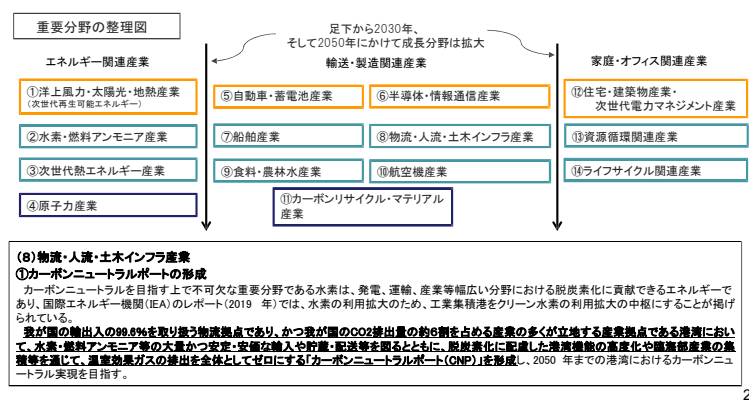 重要分野の整理図
足下から2030年、
そして2050年にかけて成長分野は拡大
エネルギー関連産業
輸送・製造関連産業
家庭・オフィス関連産業
①洋上風力・太陽光・地熱産業
(次世代再生可能エネルギー)
②水素・燃料アンモニア産業
③次世代熱エネルギー産業
④原子力産業
⑤自動車・蓄電池産業
⑥半導体・情報通信産業
⑦船舶産業
⑧物流・人流・土木インフラ産業
⑨食料・農林水産業
⑩航空機産業
⑪カーボンリサイクル・マテリアル
産業
⑫住宅・建築物産業・
次世代電力マネジメント産業
⑬資源循環関連産業
⑭ライフサイクル関連産業
(8)物流・人流・土木インフラ産業
①カーボンニュートラルポートの形成
カーボンニュートラルを目指す上で不可欠な重要分野である水素は、発電、運輸、産業等幅広い分野における脱炭素化に貢献できるエネルギーで
あり、国際エネルギー機関(IEA)のレポート(2019 年)では、水素の利用拡大のため、工業集積港をクリーン水素の利用拡大の中枢にすることが掲げ
られている。
我が国の輸出入の99.6%を取り扱う物流拠点であり、かつ我が国のCO2排出量の約6割を占める産業の多くが立地する産業拠点である港湾におい
て、水素・燃料アンモニア等の大量かつ安定・安価な輸入や貯蔵・配送等を図るとともに、脱炭素化に配慮した港湾機能の高度化や臨海部産業の集
積等を通じて、温室効果ガスの排出を全体としてゼロにする「カーボンニュートラルポート(CNP)」を形成し、2050 年までの港湾におけるカーボンニュ
ートラル実現を目指す。
2